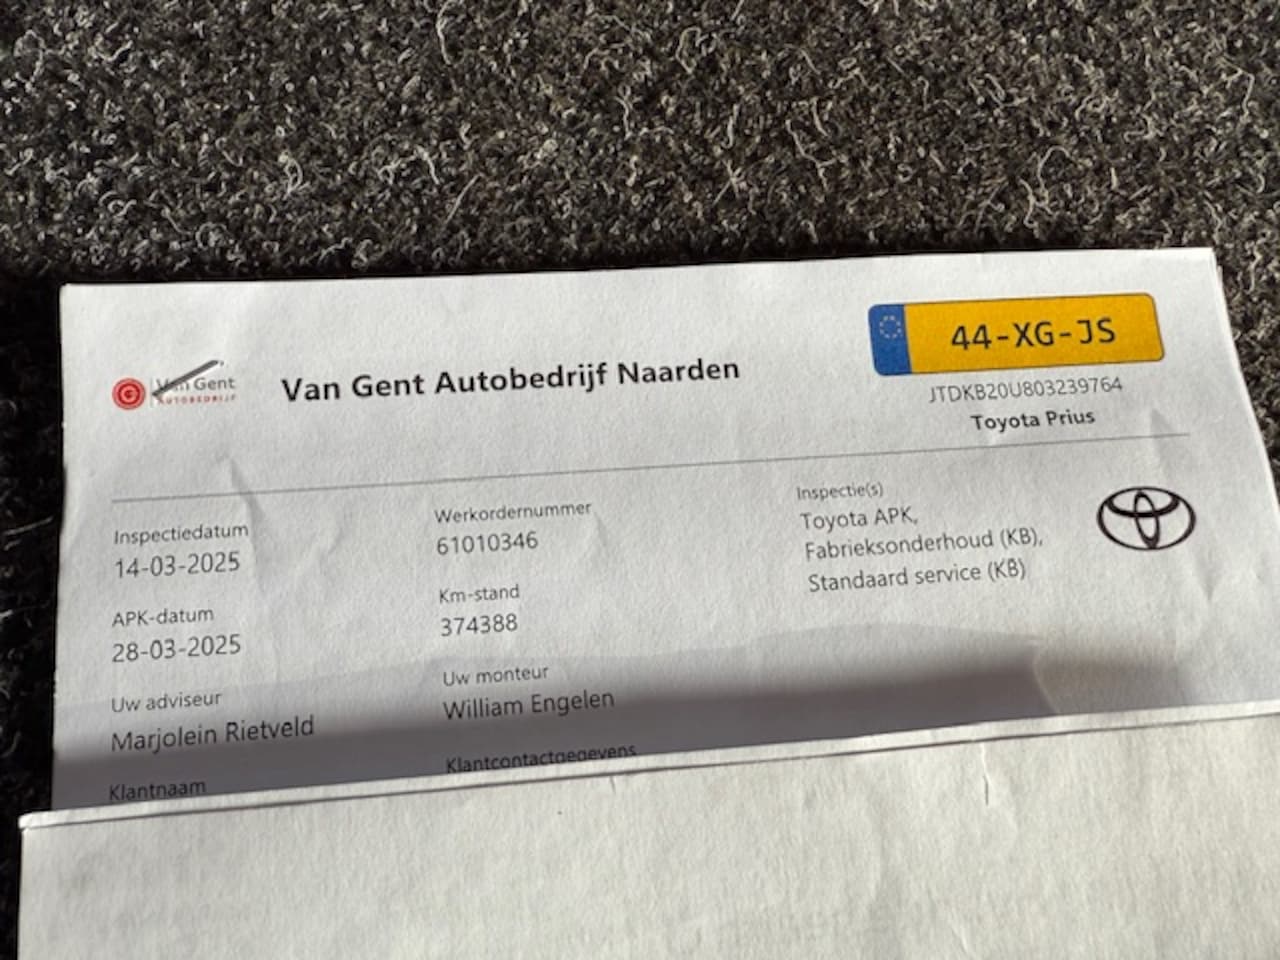 Van Gent
AUTOBEDRIJF
Van Gent Autobedrijf Naarden
44-XG-JS
JTDKB20U803239764
Toyota Prius
Inspectiedatum
14-03-2025
APK-datum
28-03-2025
Uw adviseur
Marjolein Rietveld
Klantnaam
Werkordernummer
61010346
Km-stand
374388
Uw monteur
William Engelen
Klantcontactgegevens
Inspectie(s)
Toyota APK,
Fabrieksonderhoud (KB),
Standaard service (KB)